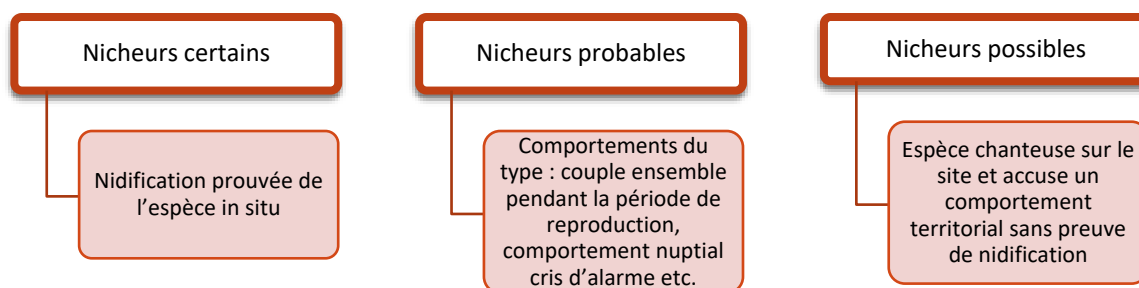 Nicheurs certains
Nidification prouvée de
l'espèce in situ
Nicheurs probables
Comportements du
type : couple ensemble
pendant la période de
reproduction,
comportement nuptial
cris d'alarme etc.
Nicheurs possibles
Espèce chanteuse sur le
site et accuse un
comportement
territorial sans preuve
de nidification